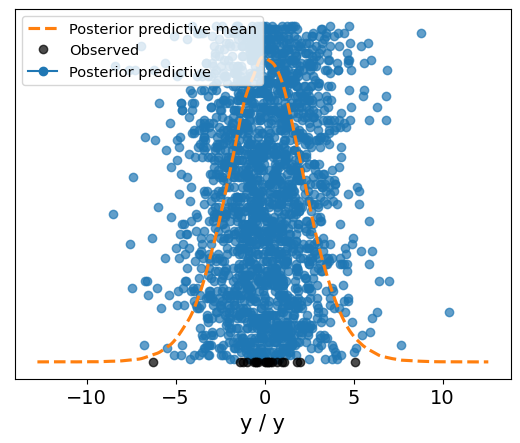 Posterior predictive mean
Observed
Posterior predictive
−10
−5
0
5
10
y / y